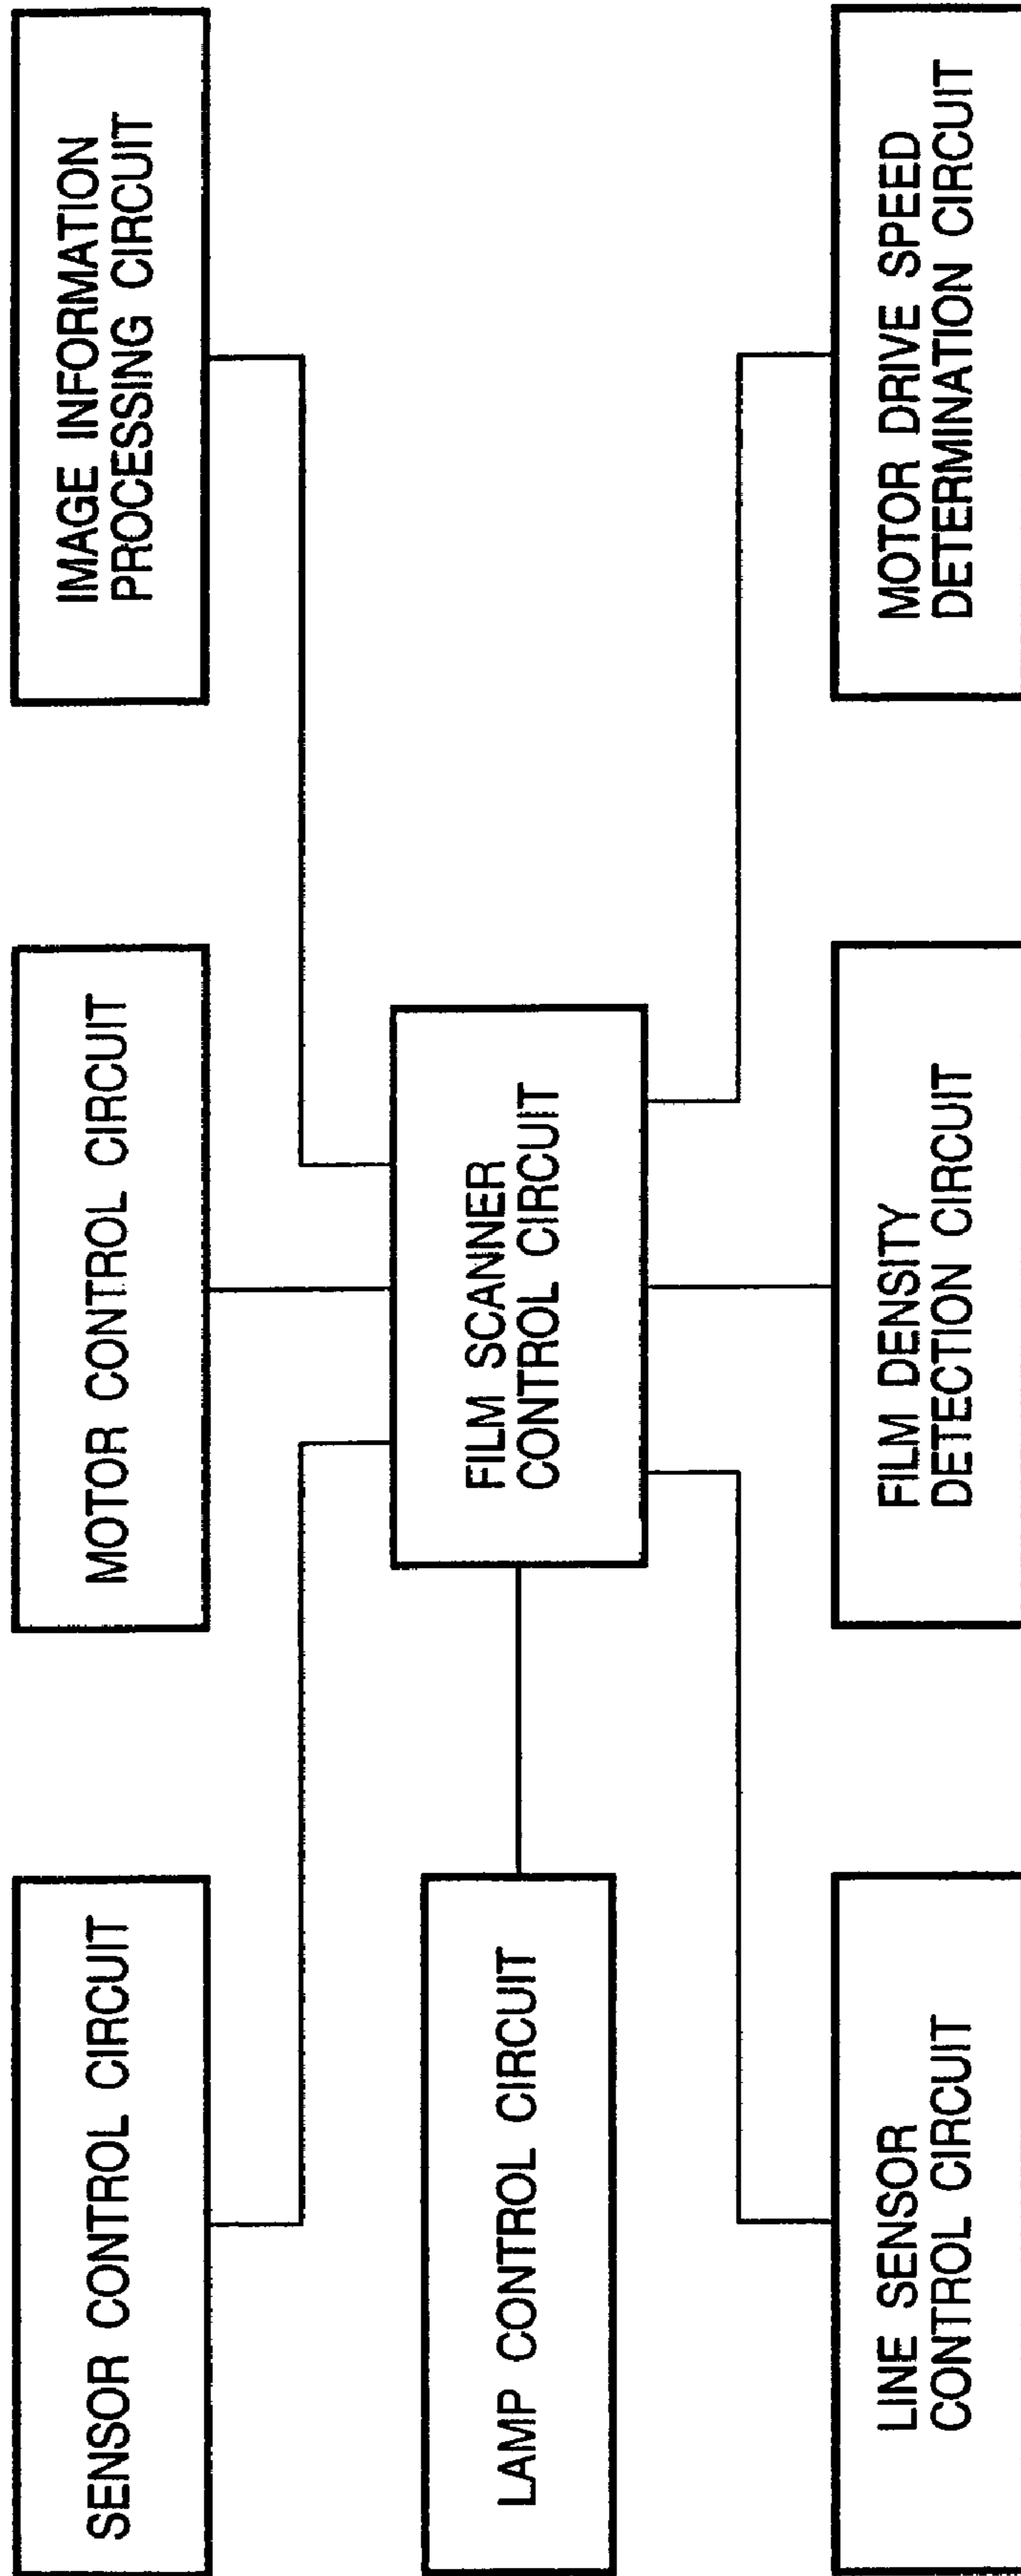 SENSOR CONTROL CIRCUIT
MOTOR CONTROL CIRCUIT
IMAGE INFORMATION
PROCESSING CIRCUIT
LAMP CONTROL CIRCUIT
FILM SCANNER
CONTROL CIRCUIT
LINE SENSOR
CONTROL CIRCUIT
FILM DENSITY
DETECTION CIRCUIT
MOTOR DRIVE SPEED
DETERMINATION CIRCUIT